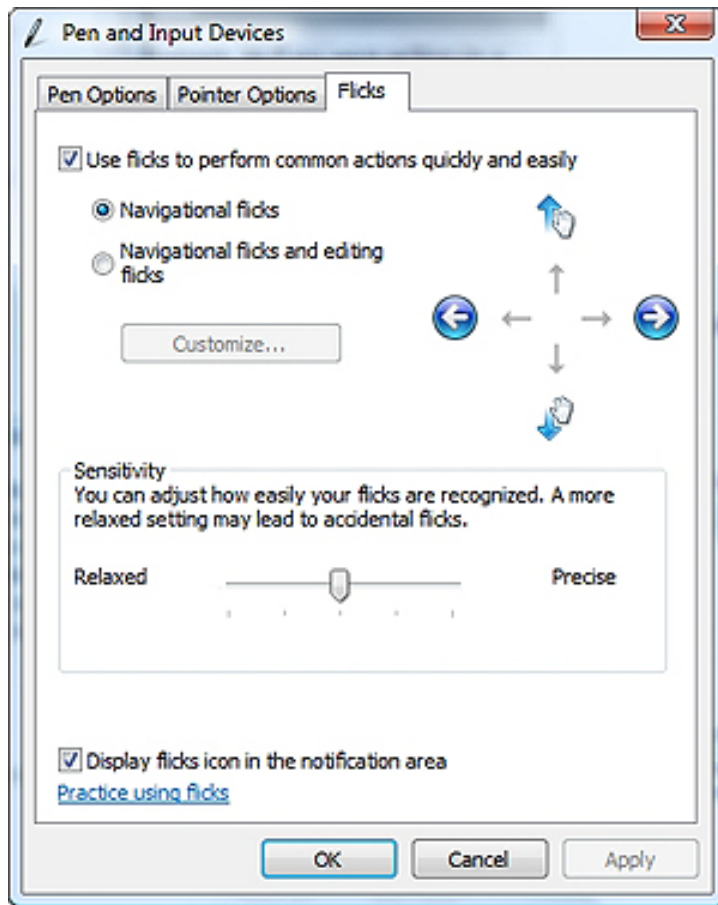 Pen and Input Devices
Pen Options Pointer Options Flicks
Use flicks to perform common actions quickly and easily
Navigational flicks
Navigational flicks and editing
flicks
Customize...
Sensitivity
You can adjust how easily your flicks are recognized. A more
relaxed setting may lead to accidental flicks.
Relaxed Precise
Display flicks icon in the notification area
Practice using flicks
OK Cancel Apply